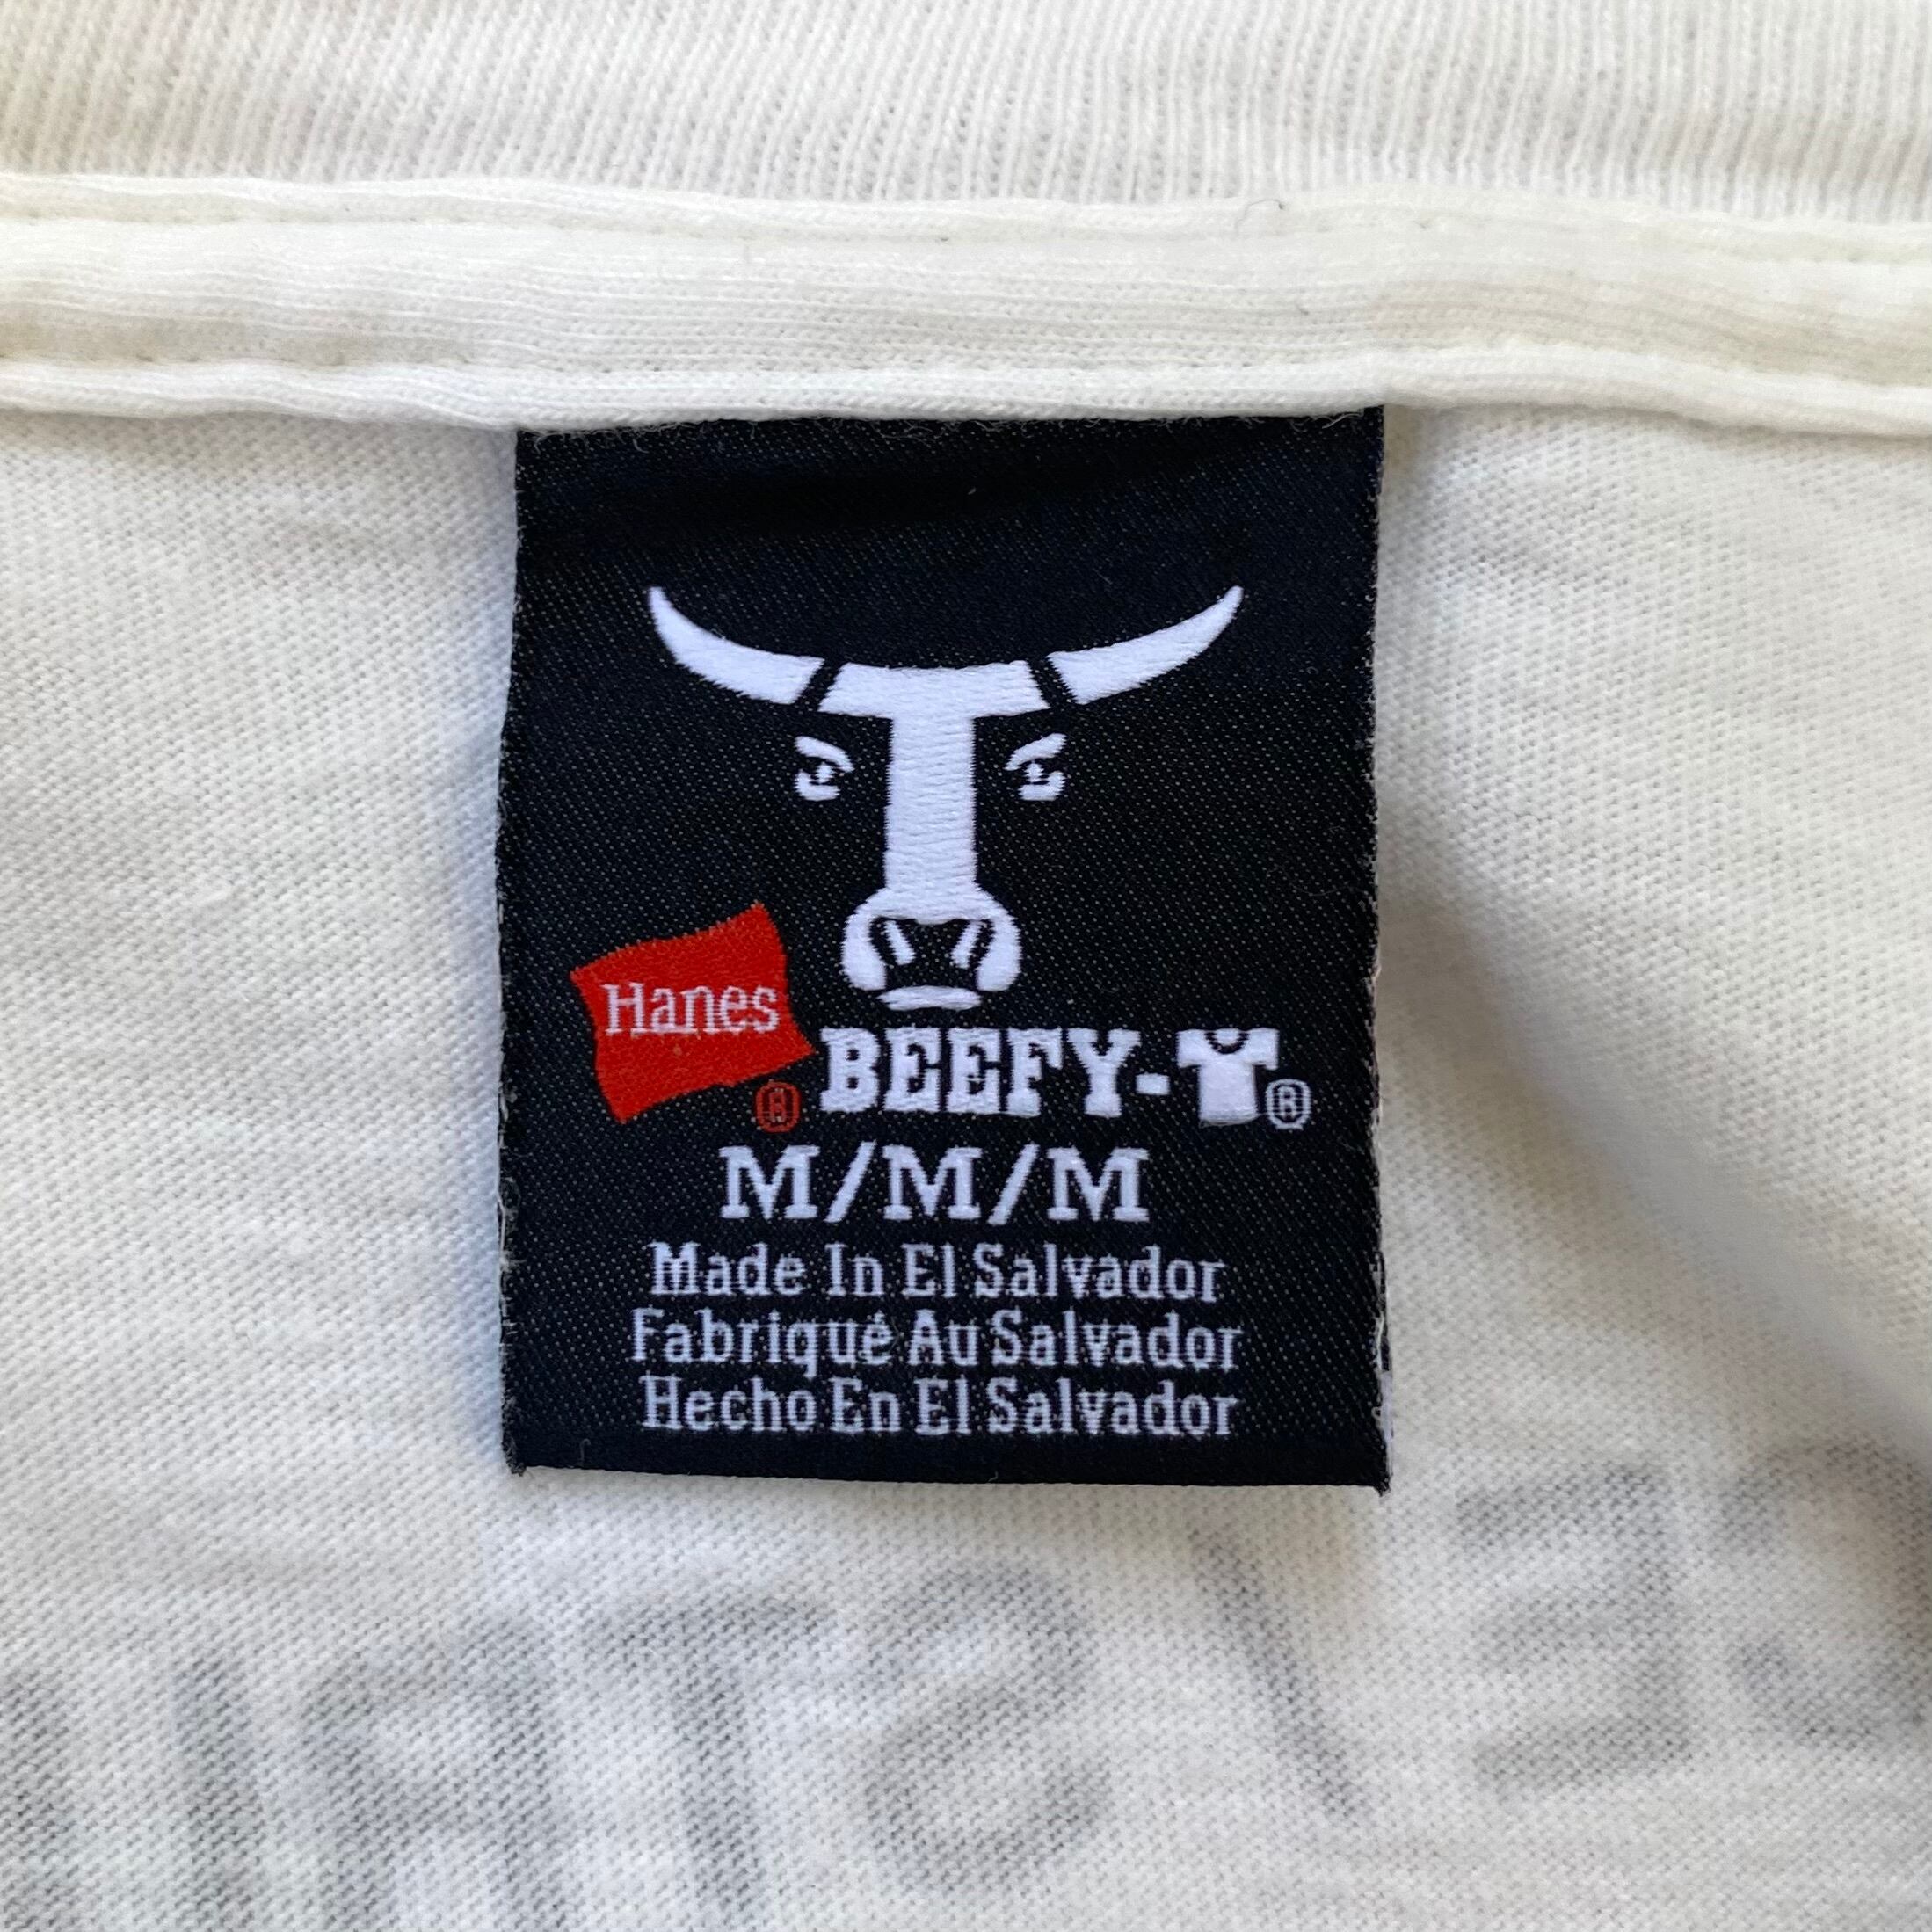 Hanes ®
BEEFY-T®
M/M/M
Made In El Salvador
Fabriqué Au Salvador
Hecho En El Salvador